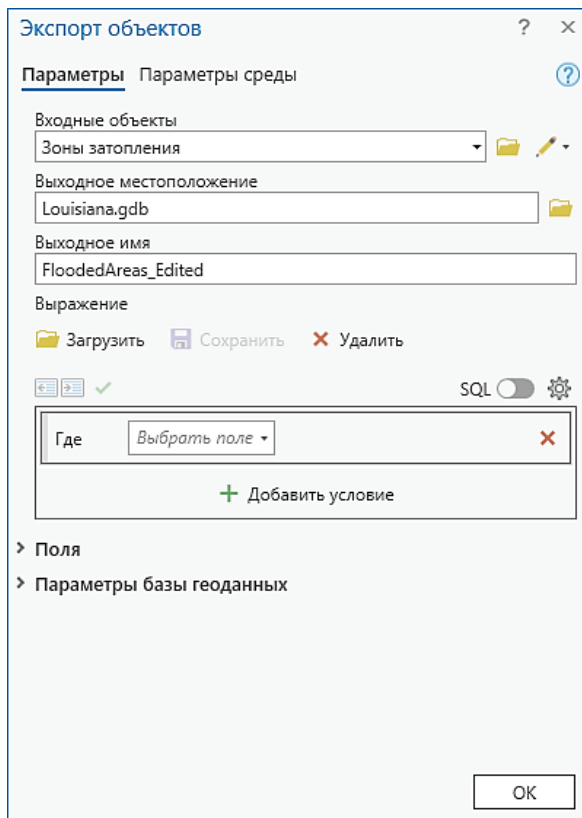 Экспорт объектов ? ×
Параметры Параметры среды ?
Входные объекты
Зоны затопления
Выходное местоположение
Louisiana.gdb
Выходное имя
FloodedAreas_Edited
Выражение
Загрузить Сохранить Удалить
SQL
Где Выбрать поле
Добавить условие
Поля
Параметры базы геоданных
ОК